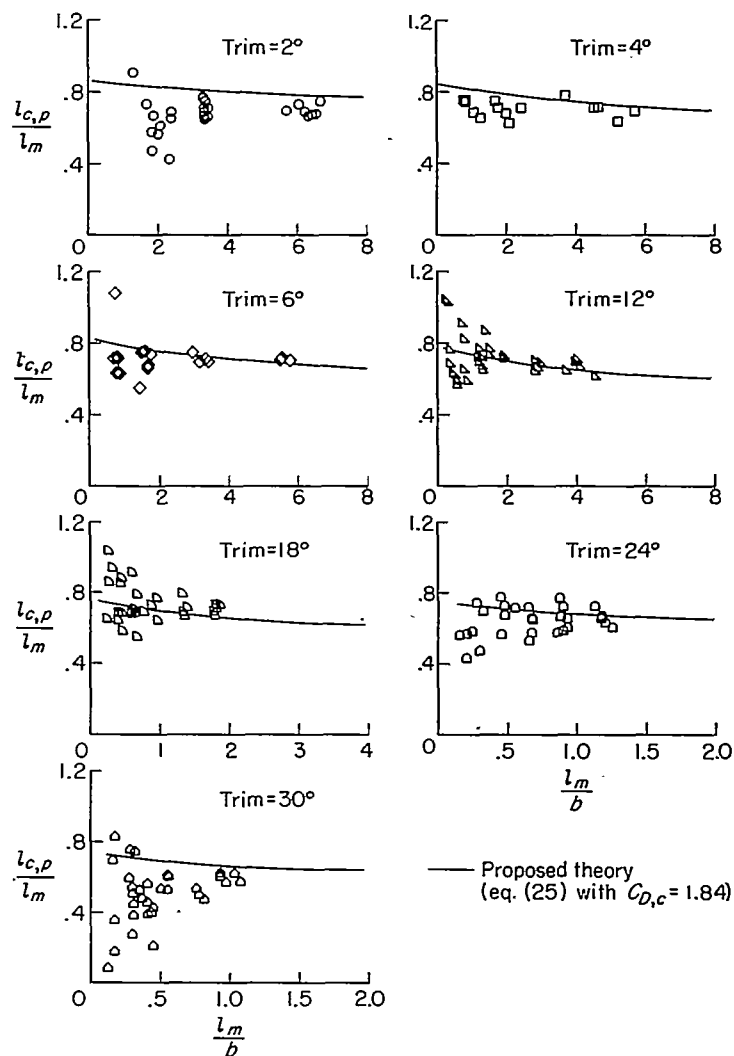 Trim=2°
1.2
.8
.4
0
2
4
6
8
l_c,p
l_m
Trim=4°
1.2
.8
.4
0
2
4
6
8
Trim=6°
1.2
.8
.4
0
2
4
6
8
l_c,p
l_m
Trim=12°
1.2
.8
.4
0
2
4
6
8
Trim=18°
1.2
.8
.4
0
1
2
3
4
l_c,p
l_m
Trim=24°
1.2
.8
.4
0
.5
1.0
1.5
2.0
l_m
b
Trim=30°
1.2
.8
.4
0
.5
1.0
1.5
2.0
l_c,p
l_m
l_m
b
Proposed theory
(eq. (25) with C_D,c = 1.84)